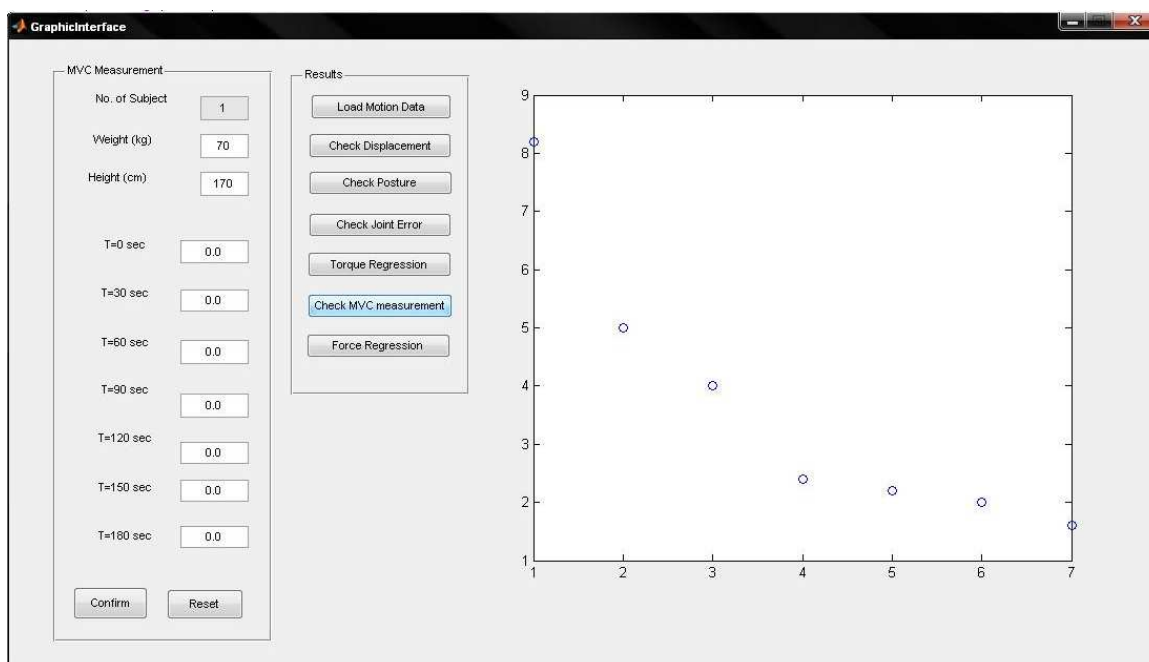 GraphicInterface
MVC Measurement
No. of Subject
1
Weight (kg)
70
Height (cm)
170
T=0 sec
0.0
T=30 sec
0.0
T=60 sec
0.0
T=90 sec
0.0
T=120 sec
0.0
T=150 sec
0.0
T=180 sec
0.0
Confirm
Reset
Results
Load Motion Data
Check Displacement
Check Posture
Check Joint Error
Torque Regression
Check MVC measurement
Force Regression
9
8
7
6
5
4
3
2
1
1 2 3 4 5 6 7